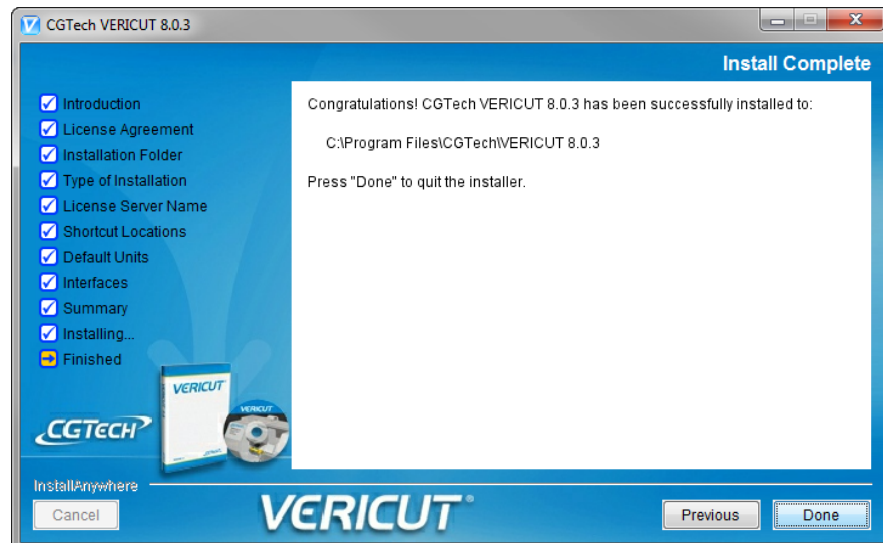 CGTech VERICUT 8.0.3
Install Complete
Introduction
License Agreement
Installation Folder
Type of Installation
License Server Name
Shortcut Locations
Default Units
Interfaces
Summary
Installing...
Finished
Congratulations! CGTech VERICUT 8.0.3 has been successfully installed to:
C:\Program Files\CGTech\VERICUT 8.0.3
Press "Done" to quit the installer.
VERICUT
VERICUT
CGTECH
InstallAnywhere
Cancel
VERICUT
Previous
Done